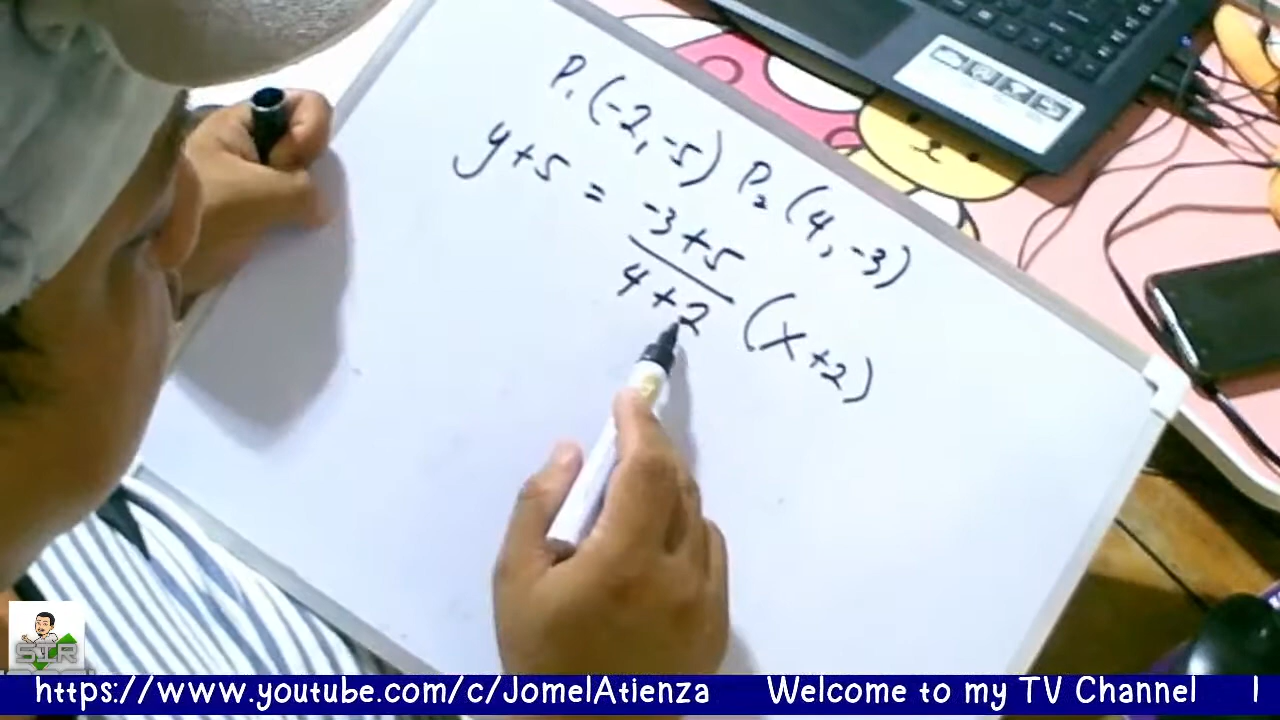 P₁(-2,-5) P₂(4,-3)
y+5 = -3+5/4+2 (x+2)
SIR
https://www.youtube.com/c/JomelAtienza Welcome to my TV Channel